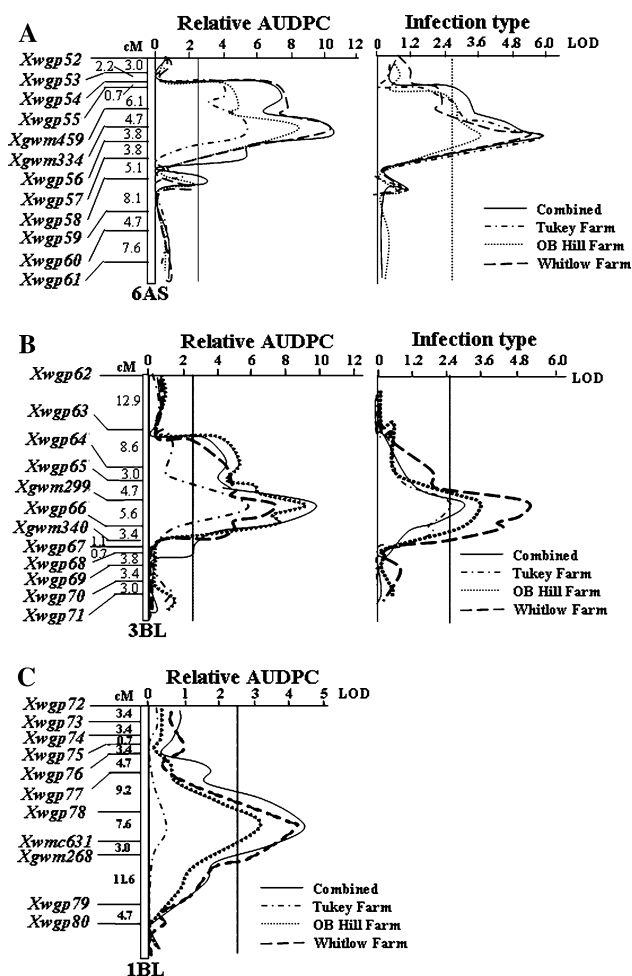 A
Relative AUDPC
Infection type
cM
0 2 4 6 8 10 12
0 1.2 2.4 3.6 4.8 6.0
LOD
Xwgp52
3.0
2.2
Xwgp53
Xwgp54
0.7
6.1
Xwgp55
4.7
Xgwm459
3.8
Xgwm334
3.8
Xwgp56
5.1
Xwgp57
Xwgp58
8.1
Xwgp59
4.7
Xwgp60
7.6
Xwgp61
6AS
Combined
Tukey Farm
OB Hill Farm
Whitlow Farm
B
Relative AUDPC
Infection type
cM
0 2 4 6 8 10 12
0 1.2 2.4 3.6 4.8 6.0
LOD
Xwgp62
12.9
Xwgp63
Xwgp64
8.6
Xwgp65
3.0
Xgwm299
4.7
Xwgp66
5.6
Xgwm340
3.4
Xwgp67
1.1
0.7
Xwgp68
3.8
Xwgp69
3.4
Xwgp70
3.0
Xwgp71
3BL
Combined
Tukey Farm
OB Hill Farm
Whitlow Farm
C
Relative AUDPC
cM
0 1 2 3 4 5
LOD
Xwgp72
3.4
Xwgp73
3.4
Xwgp74
0.7
Xwgp75
3.4
4.7
Xwgp76
Xwgp77
9.2
Xwgp78
7.6
Xwmc631
3.8
Xgwm268
11.6
Xwgp79
4.7
Xwgp80
1BL
Combined
Tukey Farm
OB Hill Farm
Whitlow Farm